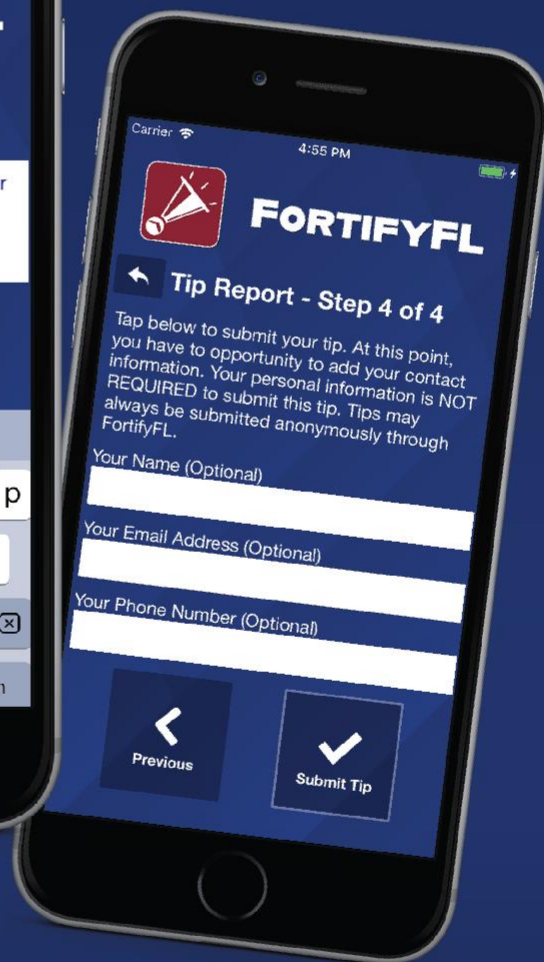 r
p
n
Carrier
4:55 PM
FORTIFYFL
Tip Report - Step 4 of 4
Tap below to submit your tip. At this point,
you have to opportunity to add your contact
information. Your personal information is NOT
REQUIRED to submit this tip. Tips may
always be submitted anonymously through
FortifyFL.
Your Name (Optional)
Your Email Address (Optional)
Your Phone Number (Optional)
Previous
Submit Tip